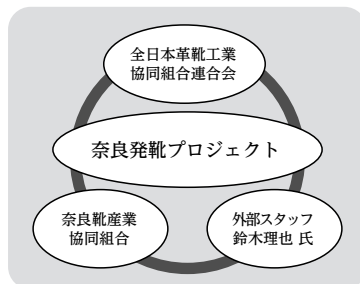 全日本革靴工業
協同組合連合会
奈良発靴プロジェクト
奈良靴産業
協同組合
外部スタッフ
鈴木理也 氏